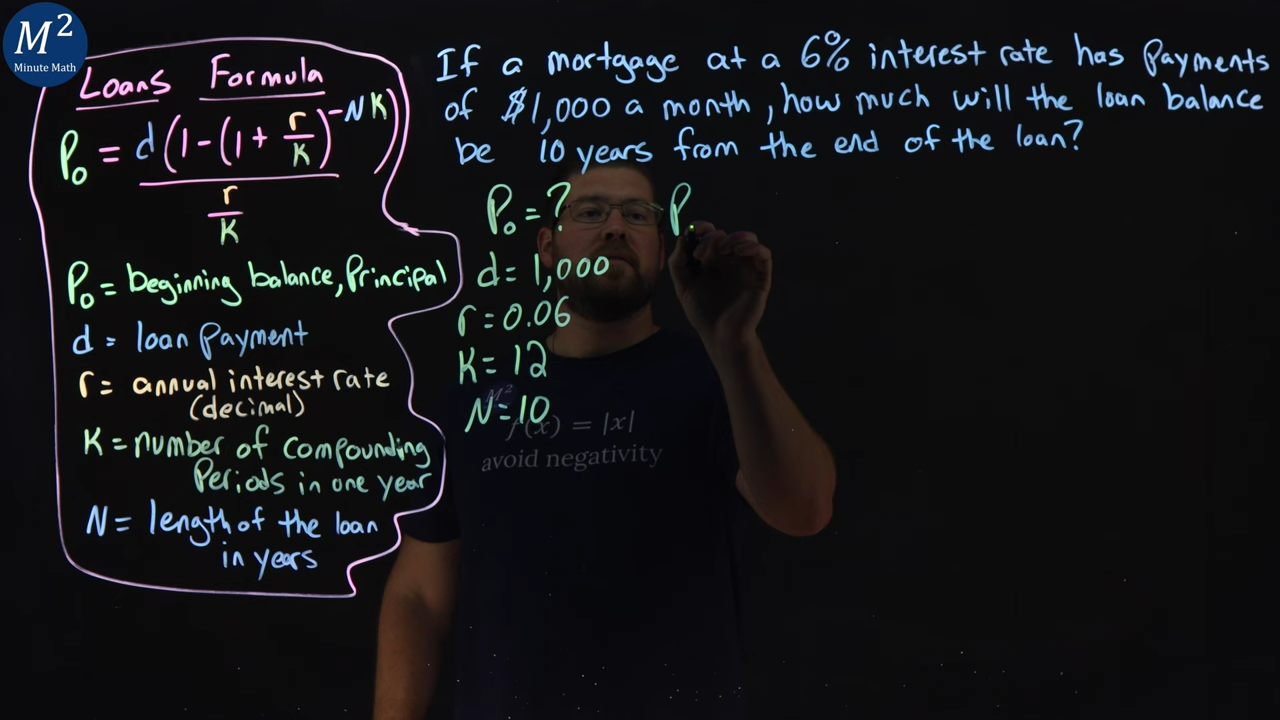 M²
Minute Math
Loans Formula
P₀ = d(1-(1+r/K)^-NK)
r/K
P₀ = beginning balance, Principal
d = loan payment
r = annual interest rate
(decimal)
K = number of compounding
Periods in one year
N = length of the loan
in years
If a mortgage at a 6% interest rate has payments
of $1,000 a month, how much will the loan balance
be 10 years from the end of the loan?
P₀ = ? P
d = 1,000
r = 0.06
K = 12
N = 10
M²
f(x) = |x|
avoid negativity